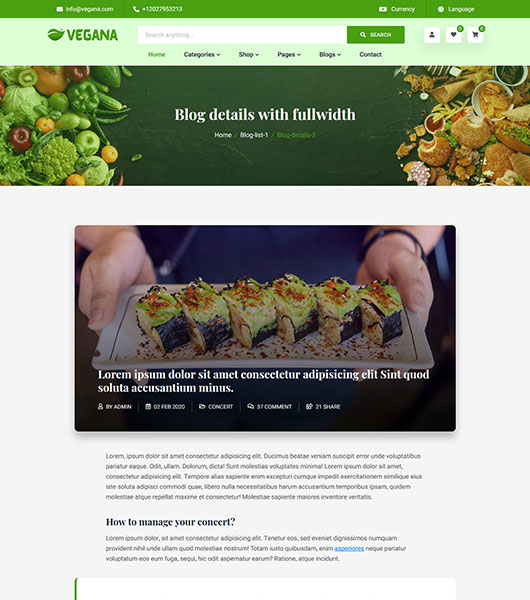 info@vegana.com +12027953213 Currency Language
VEGANA Search anything... SEARCH 0 0
Home Categories Shop Pages Blogs Contact
Blog details with fullwidth
Home / Blog-list-1 / Blog-details-3
Lorem ipsum dolor sit amet consectetur adipisicing elit Sint quod
soluta accusantium minus.
BY ADMIN 02 FEB 2020 CONCERT 37 COMMENT 21 SHARE
Lorem, ipsum dolor sit amet consectetur adipisicing elit. Ducimus beatae veniam suscipit error unde voluptatibus
pariatur eaque. Odit, ullam. Dolorum, dicta! Sunt molestias voluptates minima! Lorem ipsum dolor sit amet,
consectetur adipisicing elit. Tempore alias sapiente enim cumque impedit exercitationem similique eius
iste soluta adipisci commodi quae, libero nulla necessitatibus harum accusantium temporibus ipsam, quidem
molestiae atque repellat maxime et consectetur! Molestiae sapiente maiores inventore veritatis.
How to manage your concert?
Lorem ipsum dolor sit amet consectetur adipisicing elit. Tenetur eos, sed eveniet dignissimos numquam
provident nihil unde ullam quod molestiae nostrum! Totam iusto quibusdam, enim asperiores neque pariatur
voluptatum eos eum fuga, sequi, hic odit aspernatur earum? Ratione, atque incidunt.